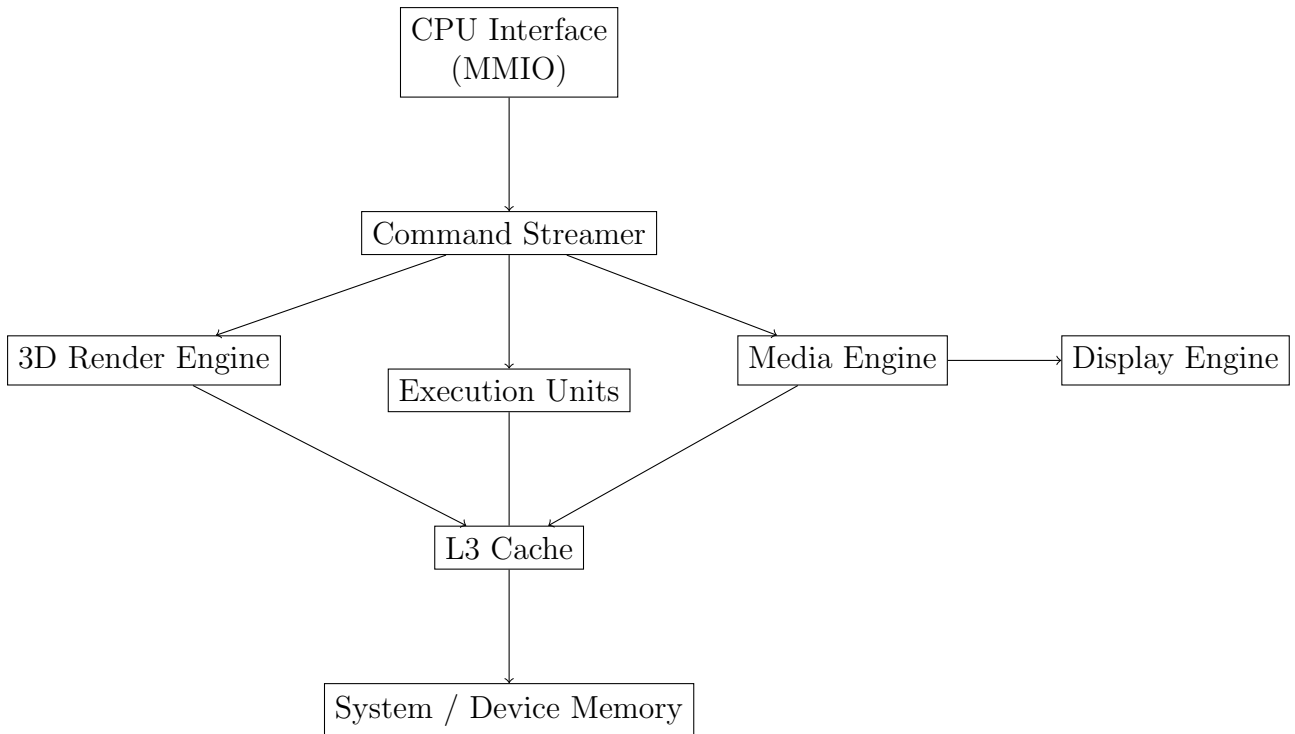 CPU Interface
(MMIO)
Command Streamer
3D Render Engine
Execution Units
Media Engine
Display Engine
L3 Cache
System / Device Memory